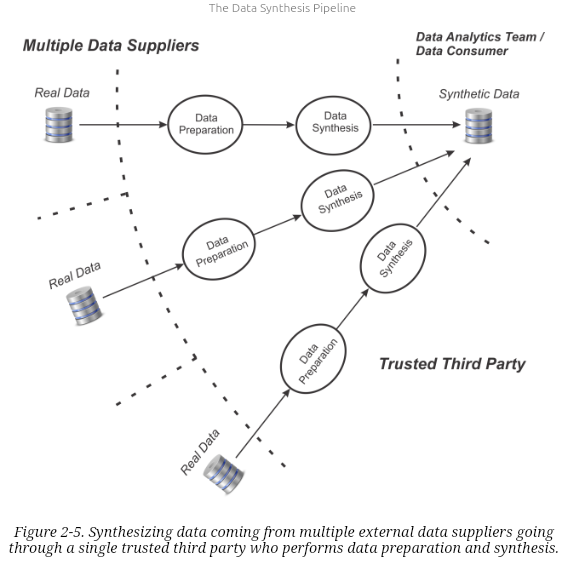 The Data Synthesis Pipeline
Multiple Data Suppliers
Data Analytics Team /
Data Consumer
Real Data
Synthetic Data
Data
Preparation
Data
Synthesis
Real Data
Data
Preparation
Data
Synthesis
Real Data
Data
Preparation
Data
Synthesis
Trusted Third Party
Figure 2-5. Synthesizing data coming from multiple external data suppliers going
through a single trusted third party who performs data preparation and synthesis.